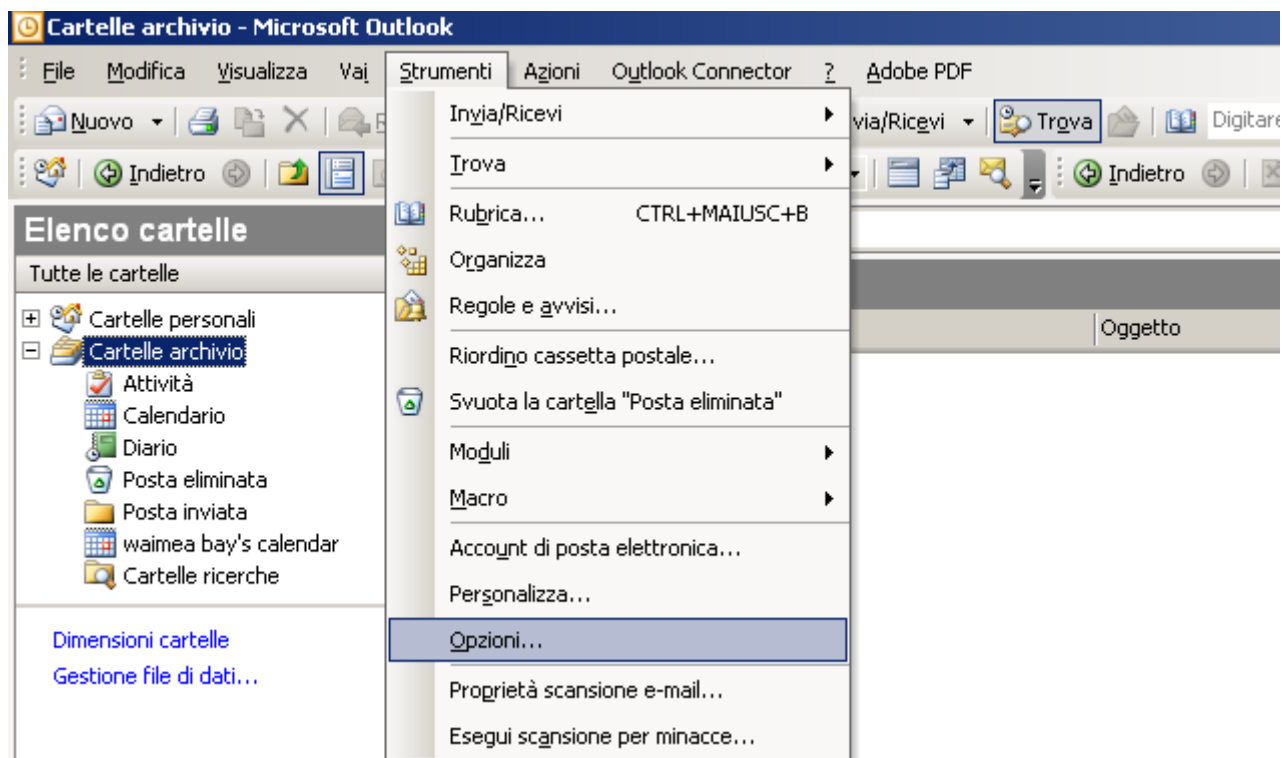 Cartelle archivio - Microsoft Outlook
File Modifica Visualizza Vai Strumenti Azioni Outlook Connector ? Adobe PDF
Nuovo via/Ricevi Trova Digitare
Indietro Indietro
Elenco cartelle
Tutte le cartelle
Cartelle personali
Cartelle archivio
Attività
Calendario
Diario
Posta eliminata
Posta inviata
waimea bay's calendar
Cartelle ricerche
Dimensioni cartelle
Gestione file di dati...
Invia/Ricevi
Trova
Rubrica... CTRL+MAIUSC+B
Organizza
Regole e avvisi...
Riordino cassetta postale...
Svuota la cartella "Posta eliminata"
Moduli
Macro
Account di posta elettronica...
Personalizza...
Opzioni...
Proprietà scansione e-mail...
Esegui scansione per minacce...
Oggetto